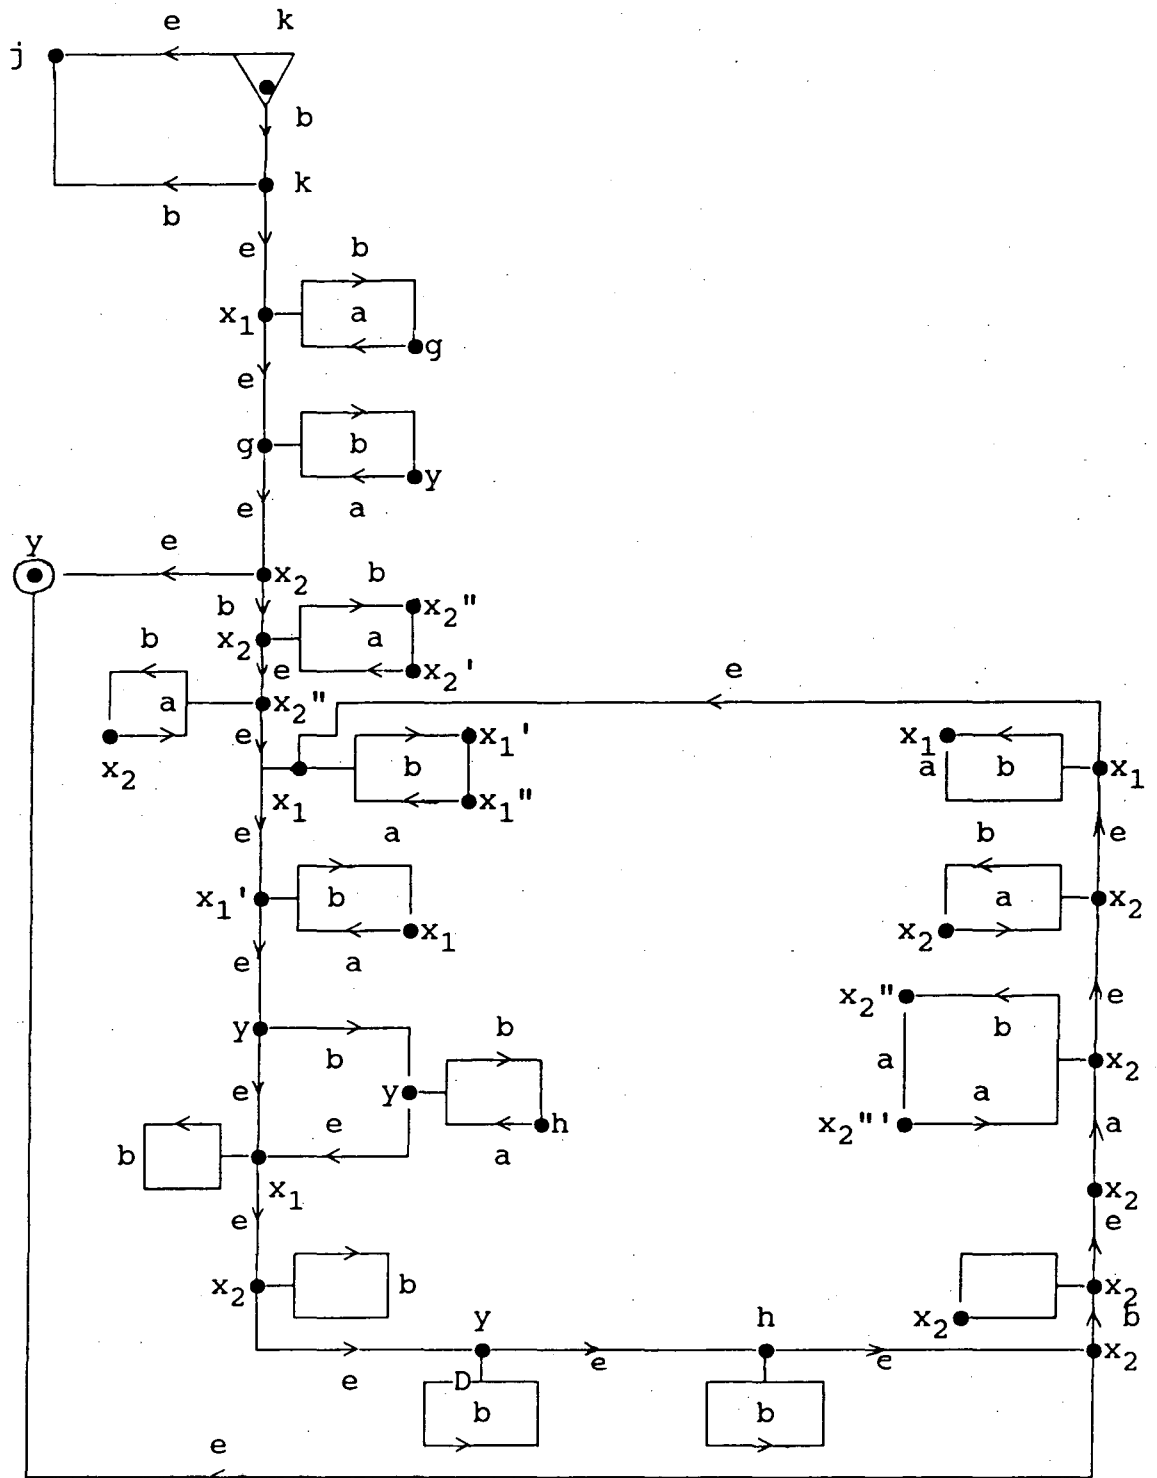 e k
j
b
k
b
e b
x1 a
g
e
g b
y
e a
y e
x2 b
b x2"
x2 a
b e x2'
e
a x2"
e x1' x1
x2 b a b x1
x1 x1"
e a b e
x1' b a x2
x1 x2
e a
x2" e
y b b
b a x2
e y a
e h x2"' a
b a
x1 x2
e e
x2 b x2
y h x2 b
e e x2
e D
b b
e